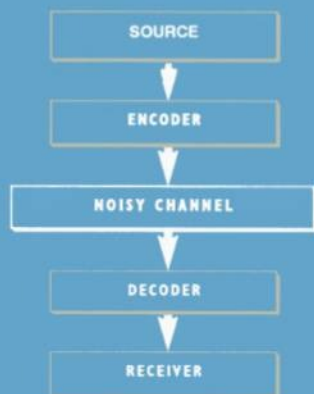 SOURCE
ENCODER
NOISY CHANNEL
DECODER
RECEIVER